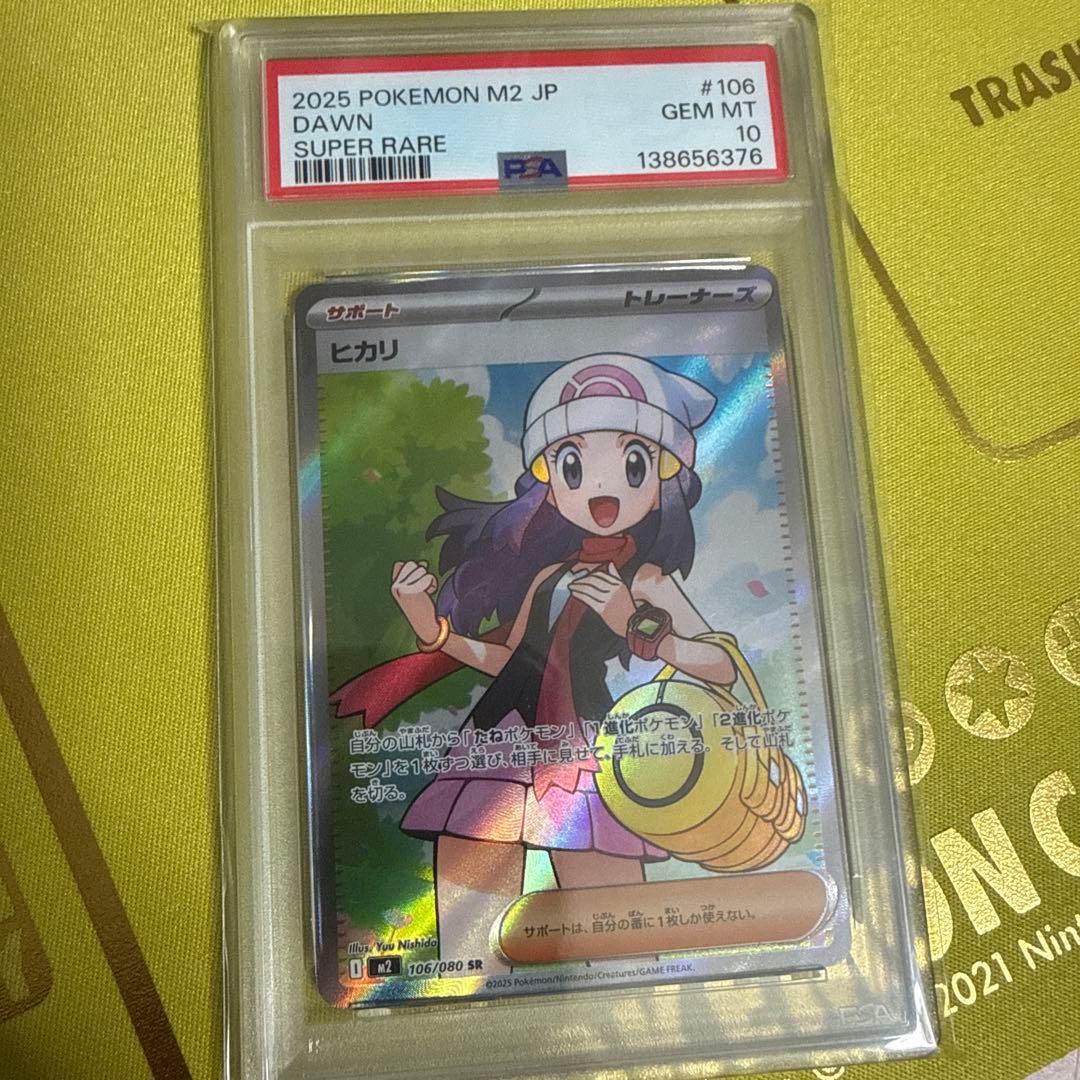 2025 POKEMON M2 JP
#106
DAWN
GEM MT
SUPER RARE
10
PSA
138656376
TRASH
サポート
トレーナーズ
ヒカリ
自分の山札から「たねポケモン」「1進化ポケモン」「2進化ポケ
モン」を1枚ずつ選び、相手に見せて、手札に加える。そして山札
を切る。
サポートは、自分の番に1枚しか使えない。
Illus. Yuu Nishida
I M2 106/080 SR
©2025 Pokémon/Nintendo/Creatures/GAME FREAK.
ON C
2021 Nin
PSA